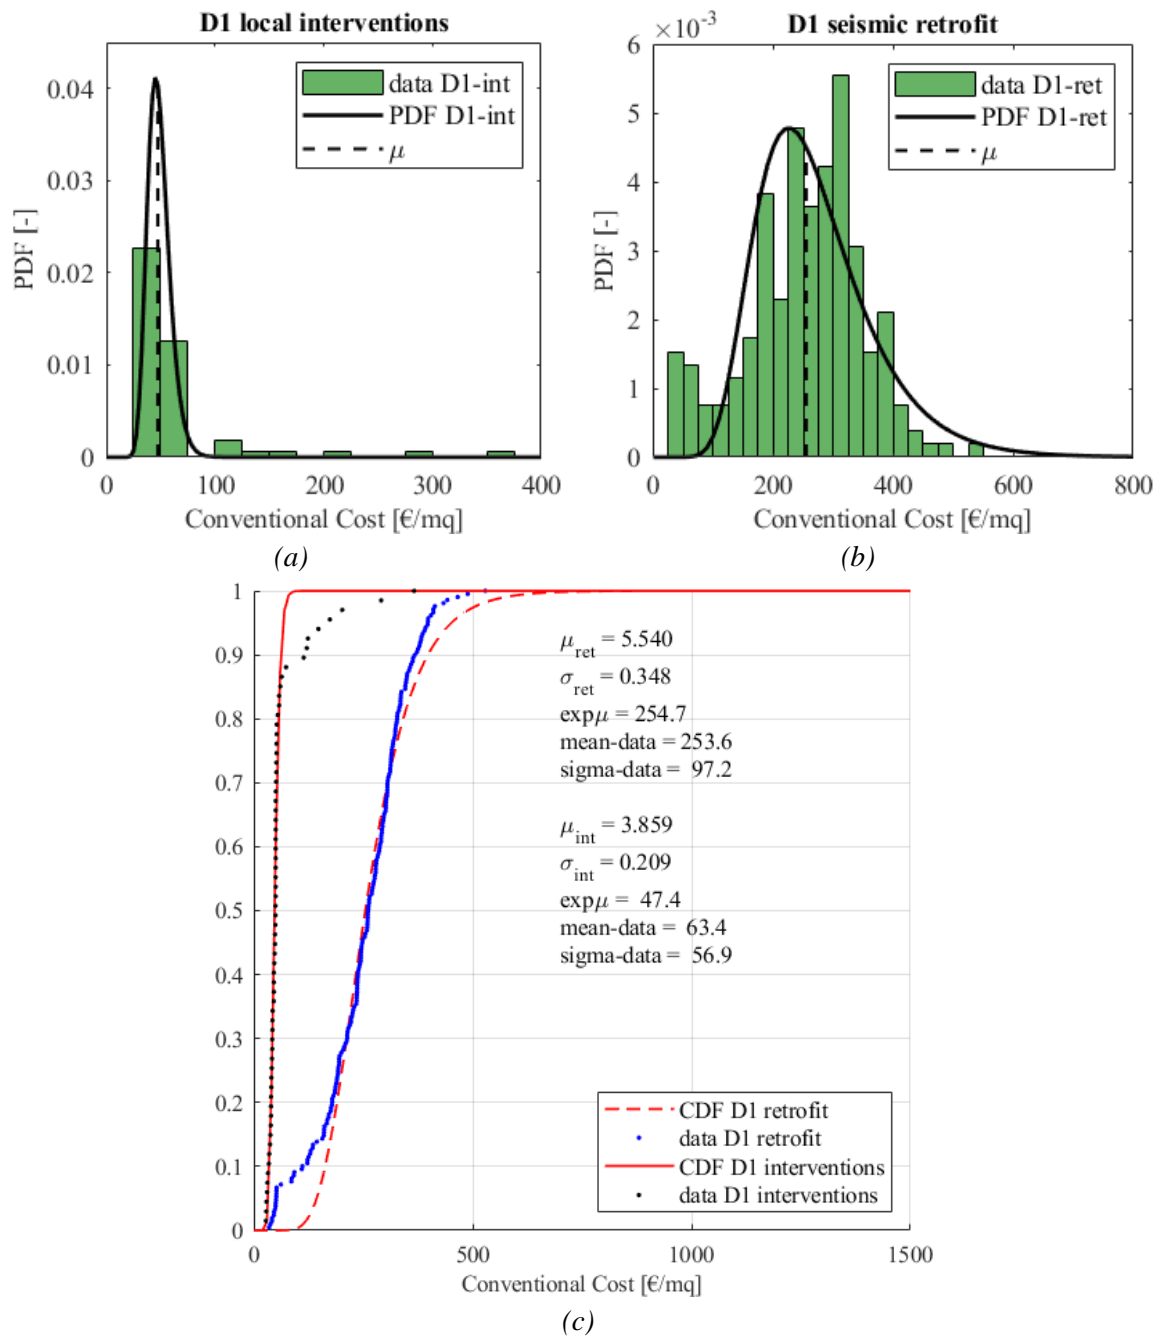 D1 local interventions
0.04
0.03
0.02
0.01
0
PDF [-]
data D1-int
PDF D1-int
μ
0 100 200 300 400
Conventional Cost [€/mq]
(a)
D1 seismic retrofit
×10-3
6
5
4
3
2
1
0
PDF [-]
data D1-ret
PDF D1-ret
μ
0 200 400 600 800
Conventional Cost [€/mq]
(b)
1
0.9
0.8
0.7
0.6
0.5
0.4
0.3
0.2
0.1
0
μret = 5.540
σret = 0.348
expμ = 254.7
mean-data = 253.6
sigma-data = 97.2
μint = 3.859
σint = 0.209
expμ = 47.4
mean-data = 63.4
sigma-data = 56.9
CDF D1 retrofit
data D1 retrofit
CDF D1 interventions
data D1 interventions
0 500 1000 1500
Conventional Cost [€/mq]
(c)